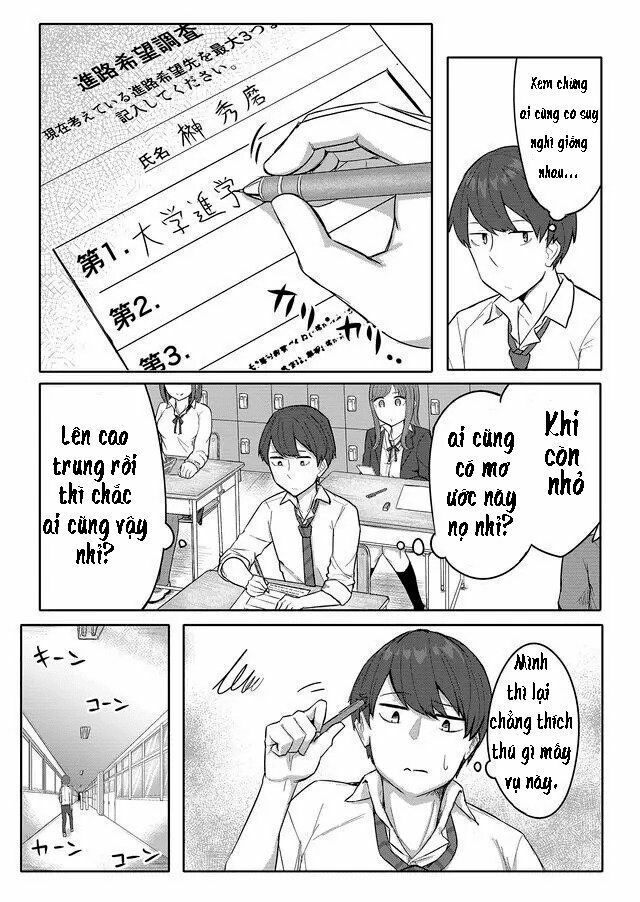 進路希望調査
現在考えている進路希望先を最大3つま
記入してください。
氏名 榊 秀磨
第1. 大学進学
第2.
第3.
カッ カッ
Xem chừng
ai cũng co suy
nghĩ giống
nhau...
Khi
còn
nhỏ
ai cũng
có mơ
ước này
nọ nhỉ?
Lên cao
trung rồi
thì chắc
ai cũng vậy
nhỉ?
キーン
コーン
カーン
コーン
Mình
thì lại
chẳng thích
thú gì mấy
vụ này.